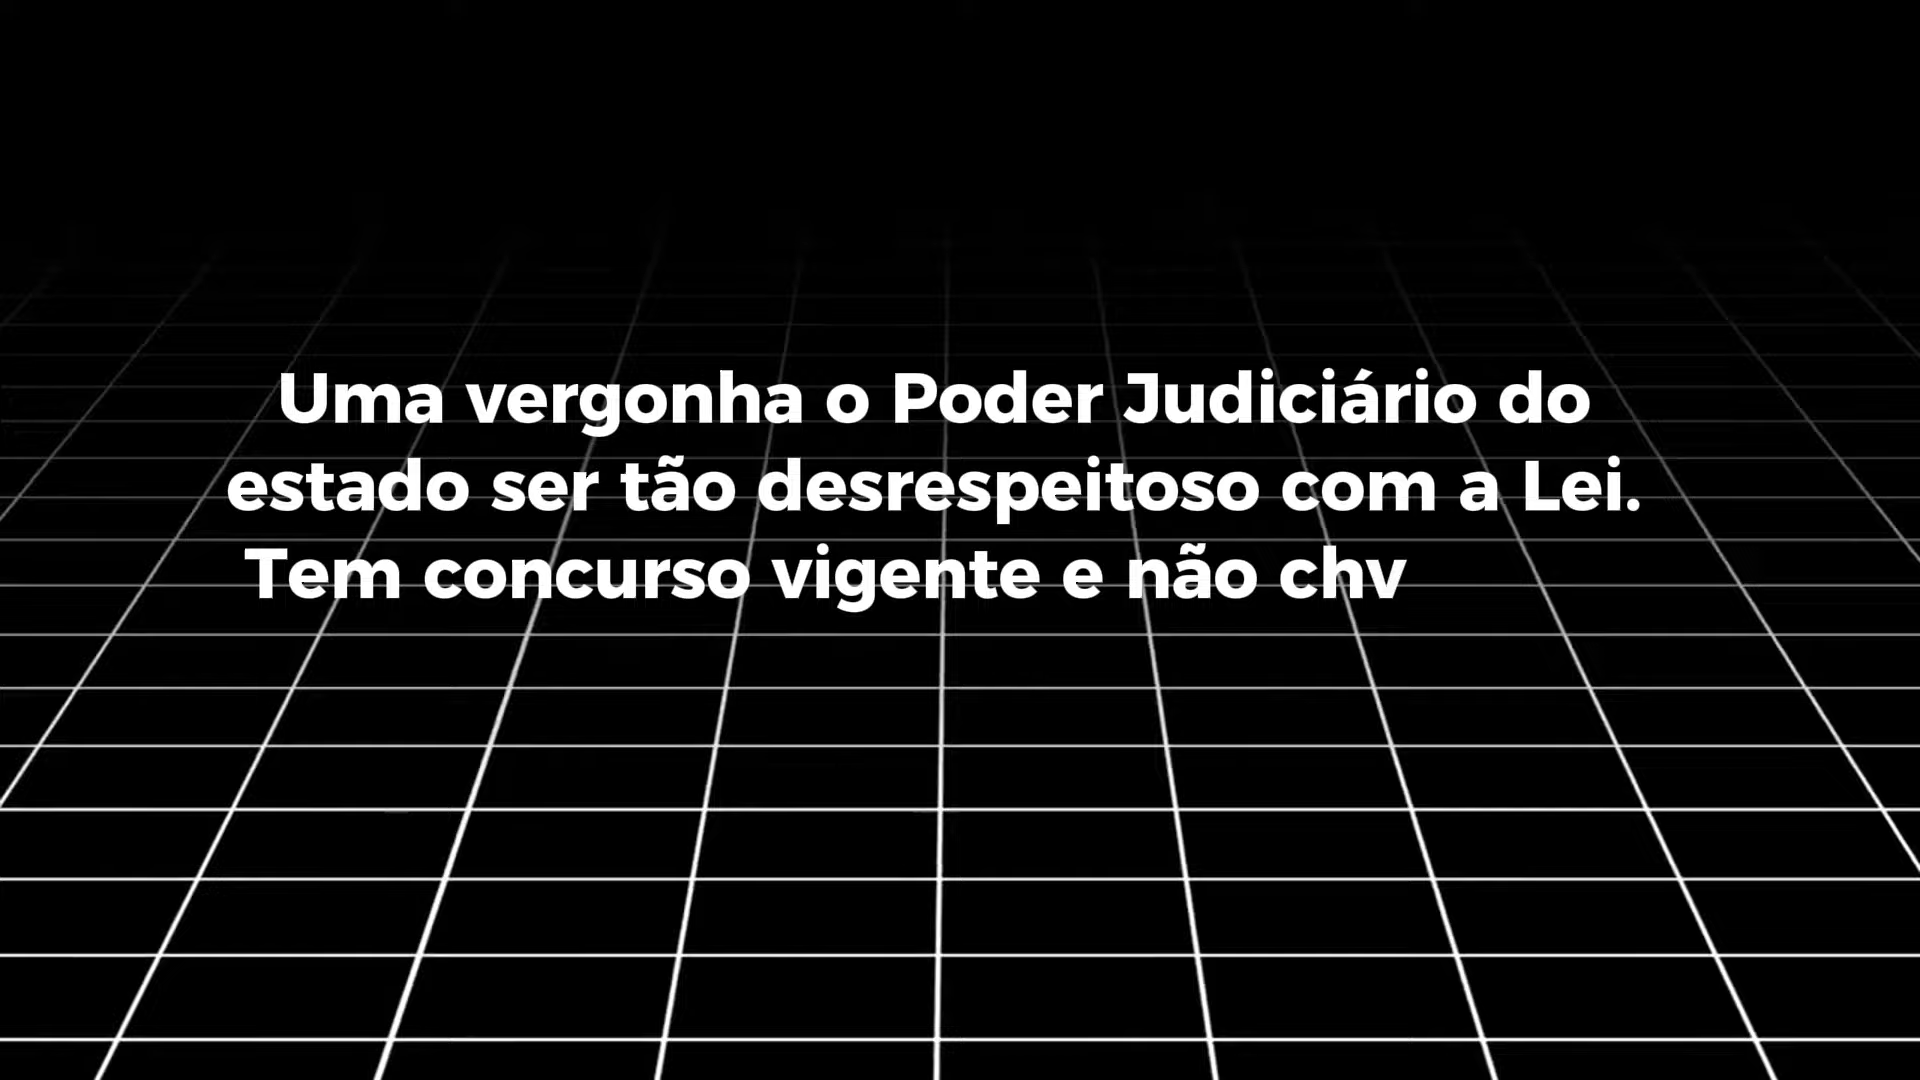 Uma vergonha o Poder Judiciário do
estado ser tão desrespeitoso com a Lei.
Tem concurso vigente e não chv